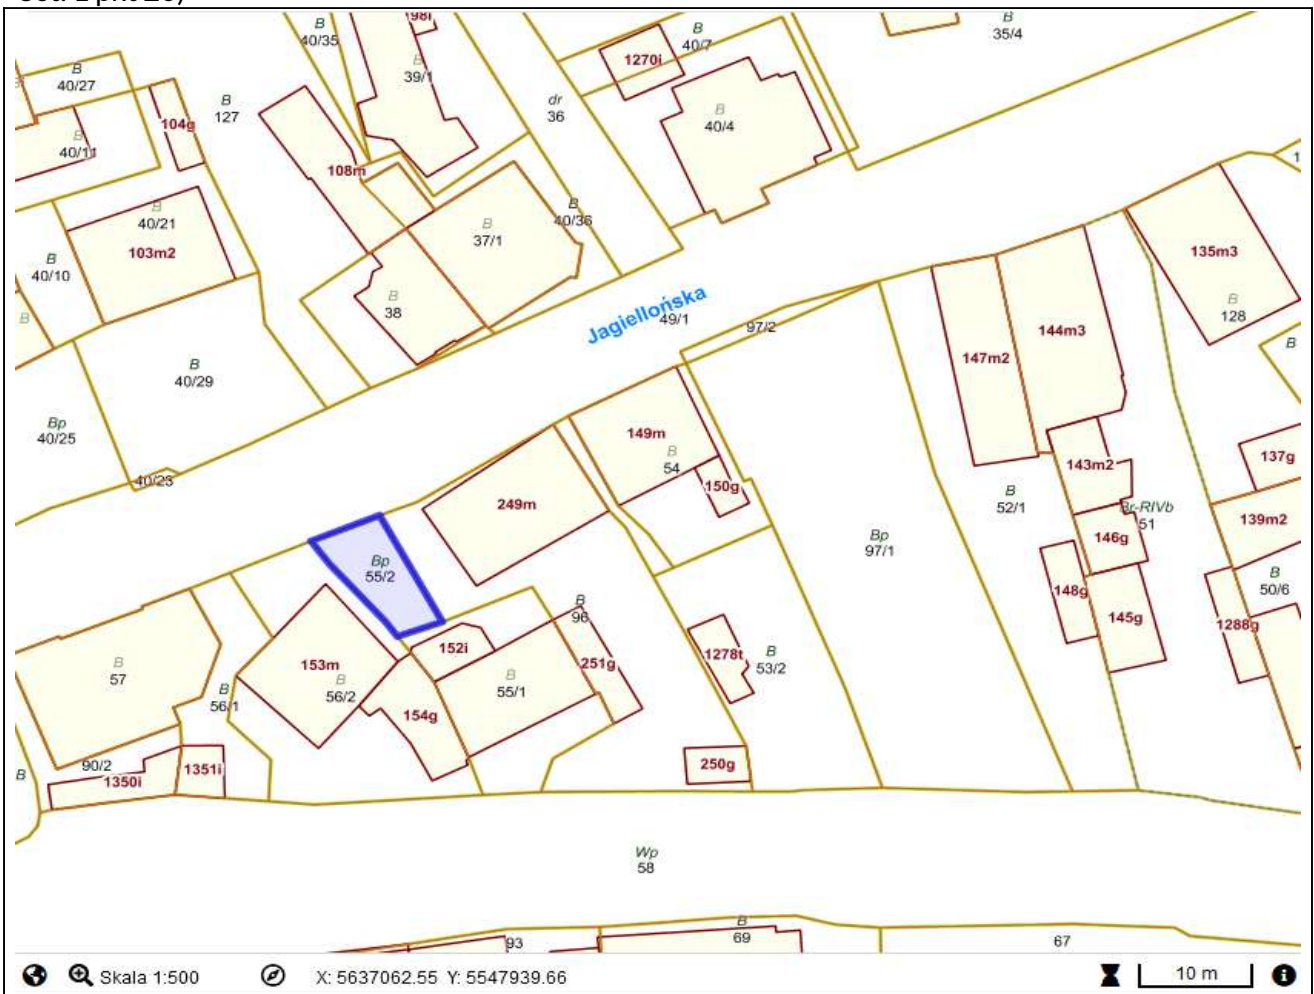 B
40/35
98i
B
39/1
B
40/7
1270i
B
35/4
B
40/27
B
127
104g
dr
36
B
40/4
B
40/11
108m
B
40/21
103m2
B
37/1
B
40/36
B
40/10
B
B
38
Jagiellońska
49/1
97/2
135m3
B
128
144m3
147m2
B
B
40/29
Bp
40/25
40/23
149m
B
54
150g
143m2
137g
249m
B
52/1
Br-RIVb
51
139m2
Bp
97/1
146g
Bp
55/2
B
96
148g
B
50/6
145g
1288g
152i
1278t
B
53/2
B
57
153m
B
56/2
251g
B
55/1
B
56/1
154g
90/2
B
1350i
1351i
250g
Wp
58
93
B
69
67
Skala 1:500
X: 5637062.55 Y: 5547939.66
10 m